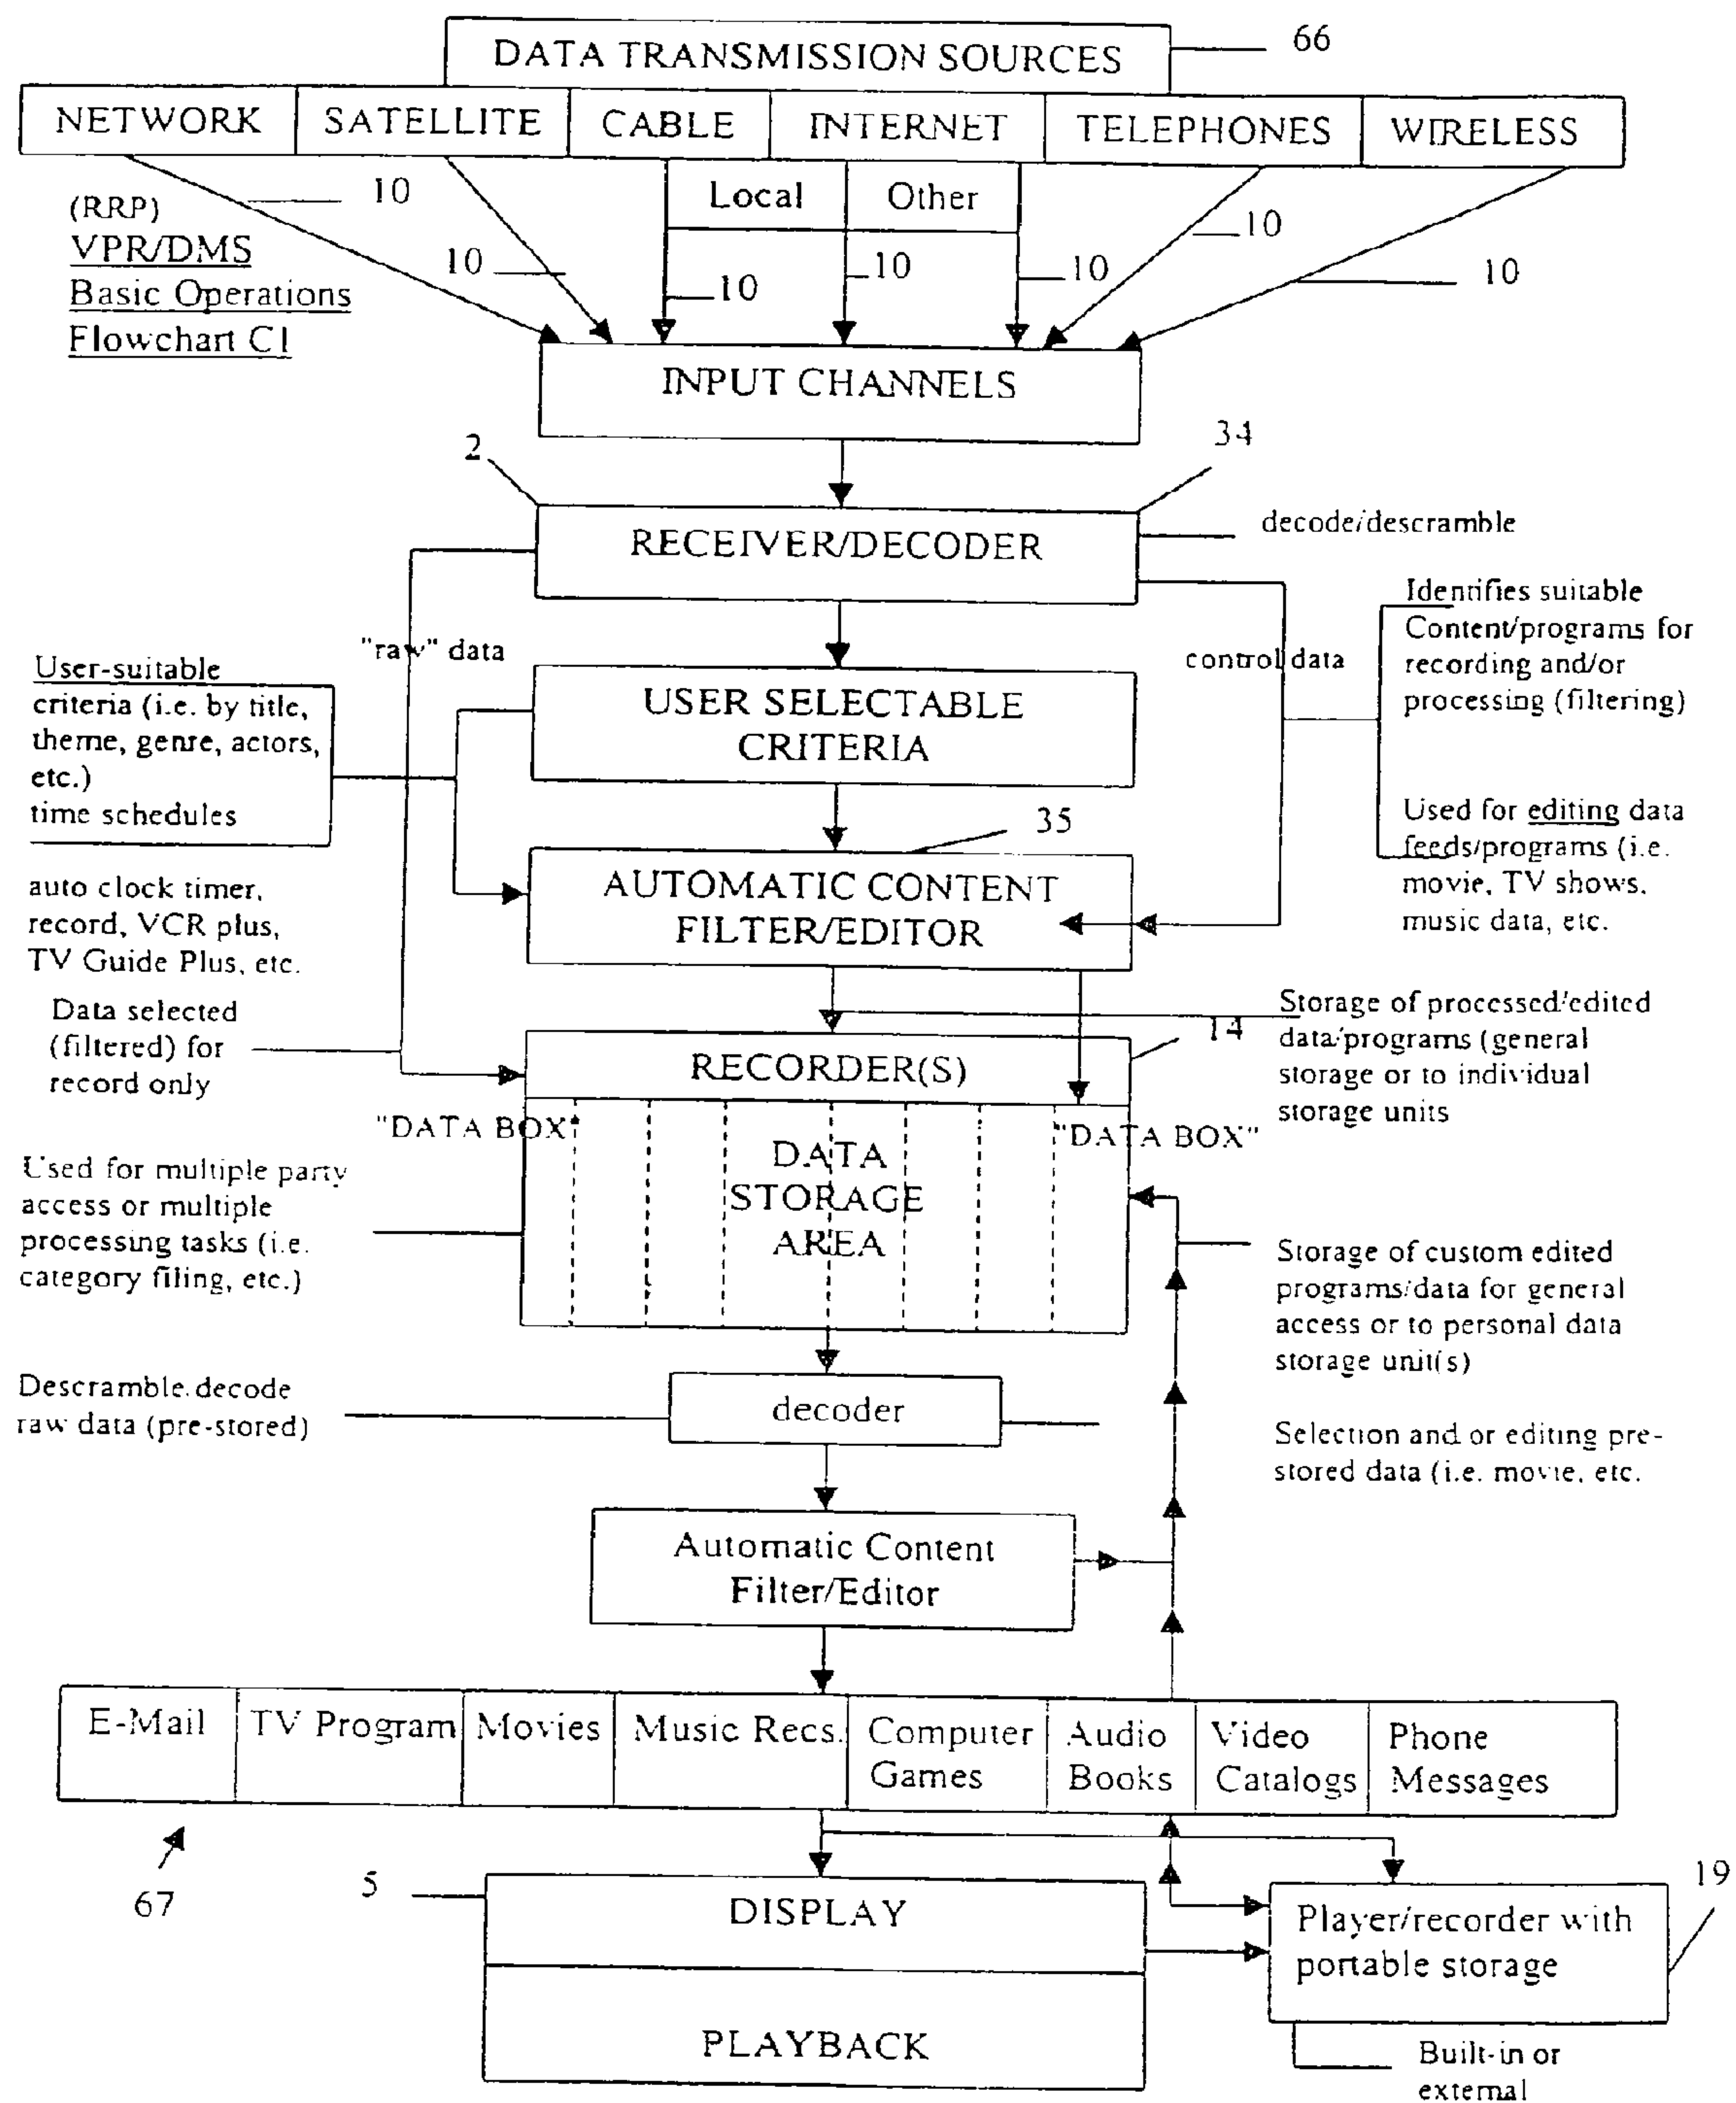 DATA TRANSMISSION SOURCES
66
NETWORK
SATELLITE
CABLE
INTERNET
TELEPHONES
WIRELESS
Local
Other
10
10
10
10
10
10
10
(RRP)
VPR/DMS
Basic Operations
Flowchart C1
INPUT CHANNELS
2
34
RECEIVER/DECODER
decode/descramble
"raw" data
control data
Identifies suitable
Content/programs for
recording and/or
processing (filtering)
User-suitable
criteria (i.e. by title,
theme, genre, actors,
etc.)
time schedules
USER SELECTABLE
CRITERIA
Used for editing data
feeds/programs (i.e.
movie, TV shows,
music data, etc.
35
auto clock timer,
record, VCR plus,
TV Guide Plus, etc.
AUTOMATIC CONTENT
FILTER/EDITOR
Data selected
(filtered) for
record only
14
Storage of processed/edited
data/programs (general
storage or to individual
storage units
RECORDER(S)
"DATA BOX"
"DATA BOX"
DATA
STORAGE
AREA
Used for multiple party
access or multiple
processing tasks (i.e.
category filing, etc.)
Storage of custom edited
programs/data for general
access or to personal data
storage unit(s)
Descramble, decode
raw data (pre-stored)
decoder
Selection and or editing pre-
stored data (i.e. movie, etc.
Automatic Content
Filter/Editor
E-Mail
TV Program
Movies
Music Recs.
Computer
Games
Audio
Books
Video
Catalogs
Phone
Messages
67
5
DISPLAY
PLAYBACK
19
Player/recorder with
portable storage
Built-in or
external